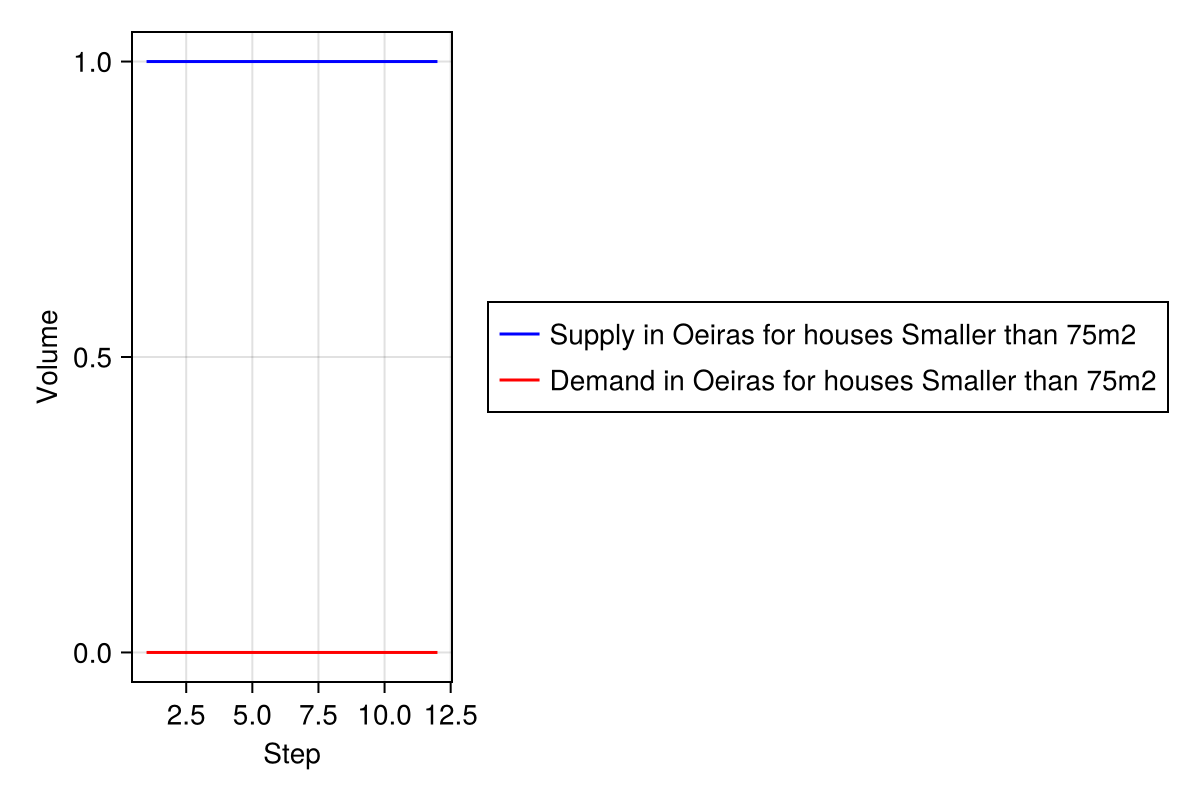 1.0
0.5
0.0
Volume
2.5 5.0 7.5 10.0 12.5
Step
Supply in Oeiras for houses Smaller than 75m2
Demand in Oeiras for houses Smaller than 75m2